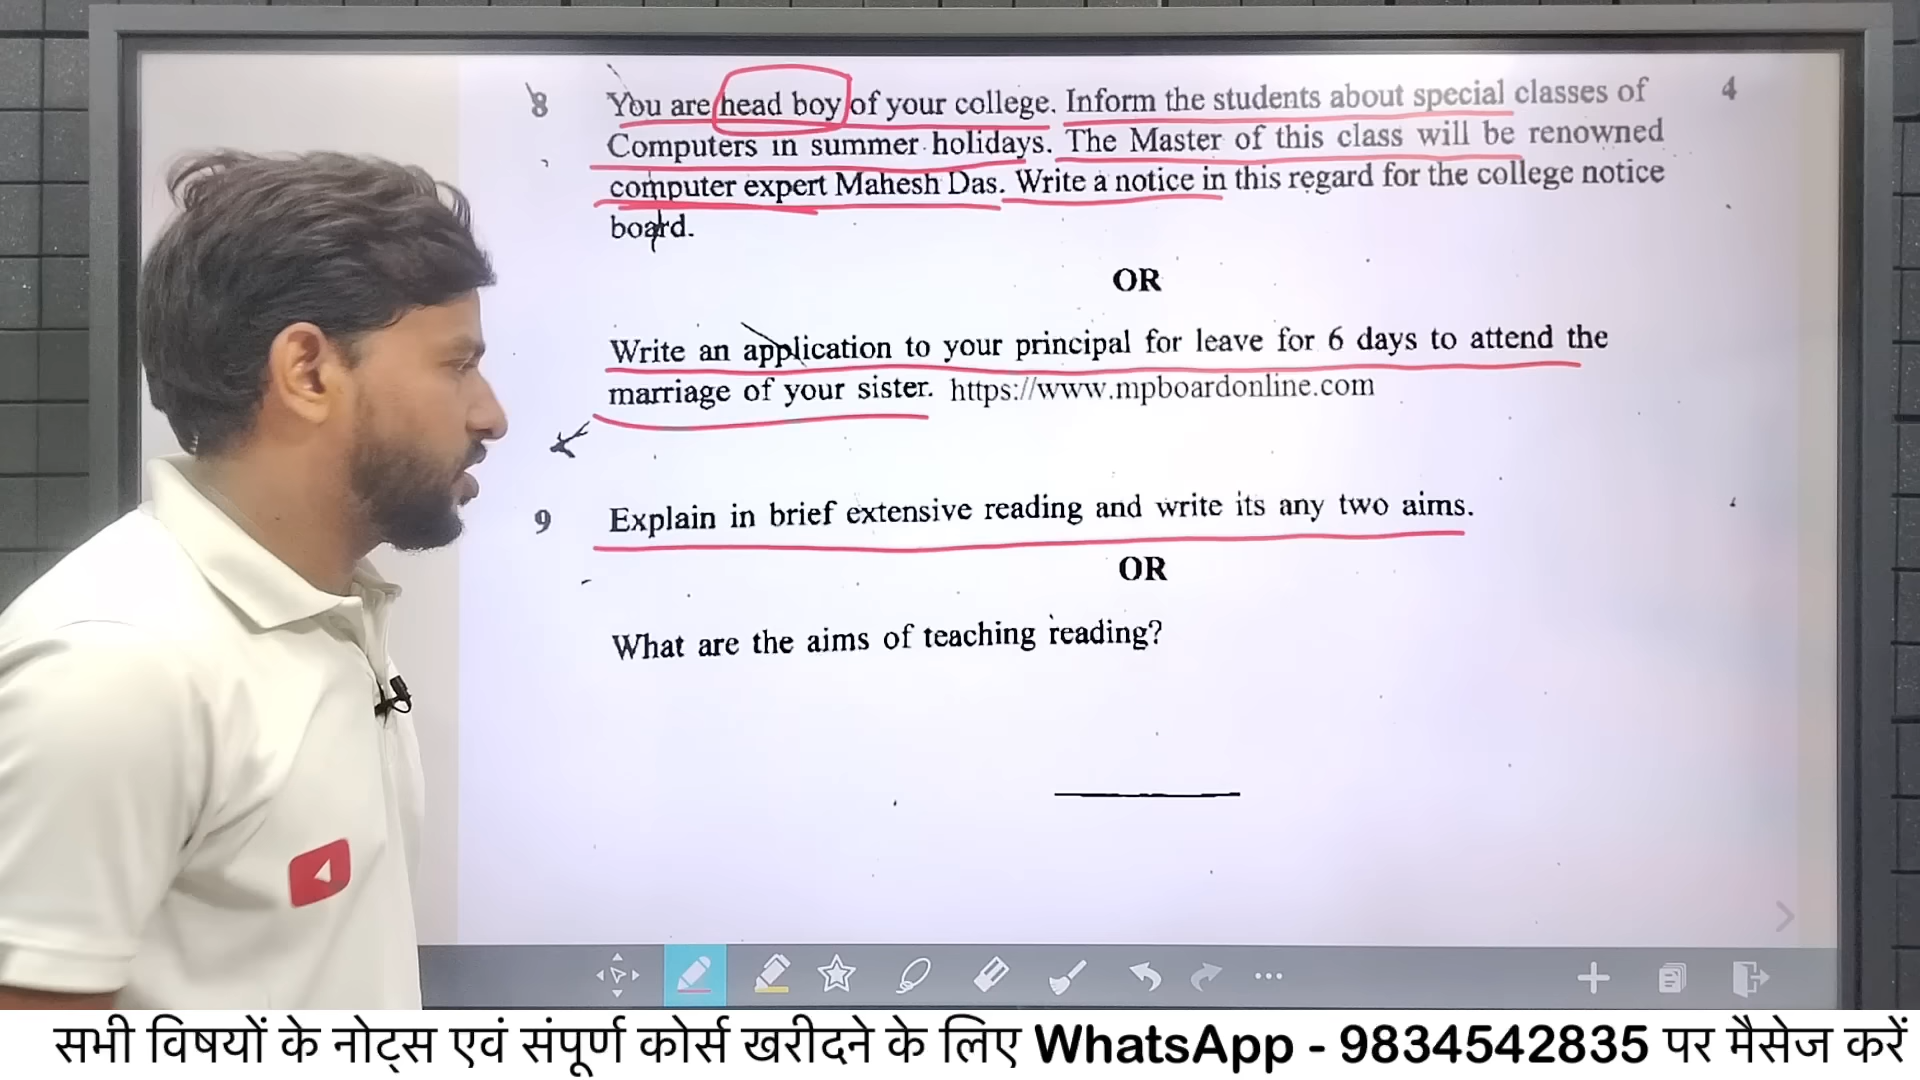 8 You are head boy of your college. Inform the students about special classes of 4
Computers in summer holidays. The Master of this class will be renowned
computer expert Mahesh Das. Write a notice in this regard for the college notice
board.
OR
Write an application to your principal for leave for 6 days to attend the
marriage of your sister. https://www.mpboardonline.com
9 Explain in brief extensive reading and write its any two aims.
OR
What are the aims of teaching reading?
सभी विषयों के नोट्स एवं संपूर्ण कोर्स खरीदने के लिए WhatsApp - 9834542835 पर मैसेज करें